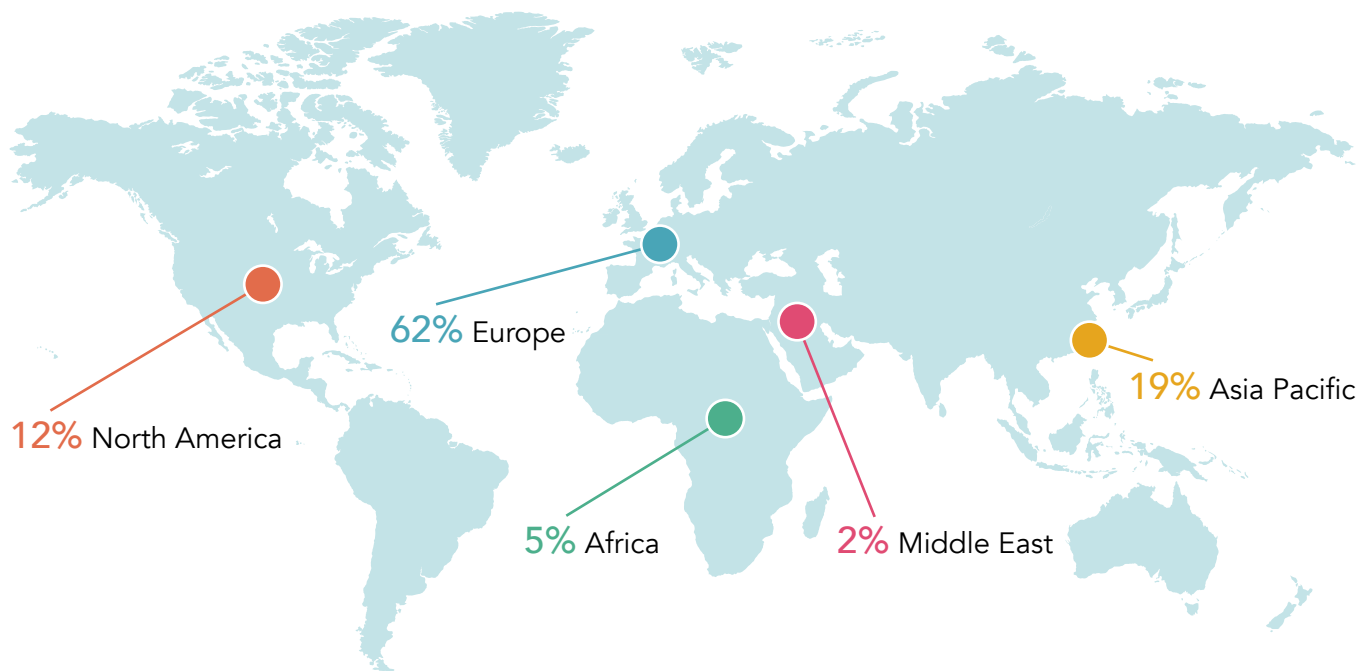 62% Europe
19% Asia Pacific
12% North America
5% Africa
2% Middle East